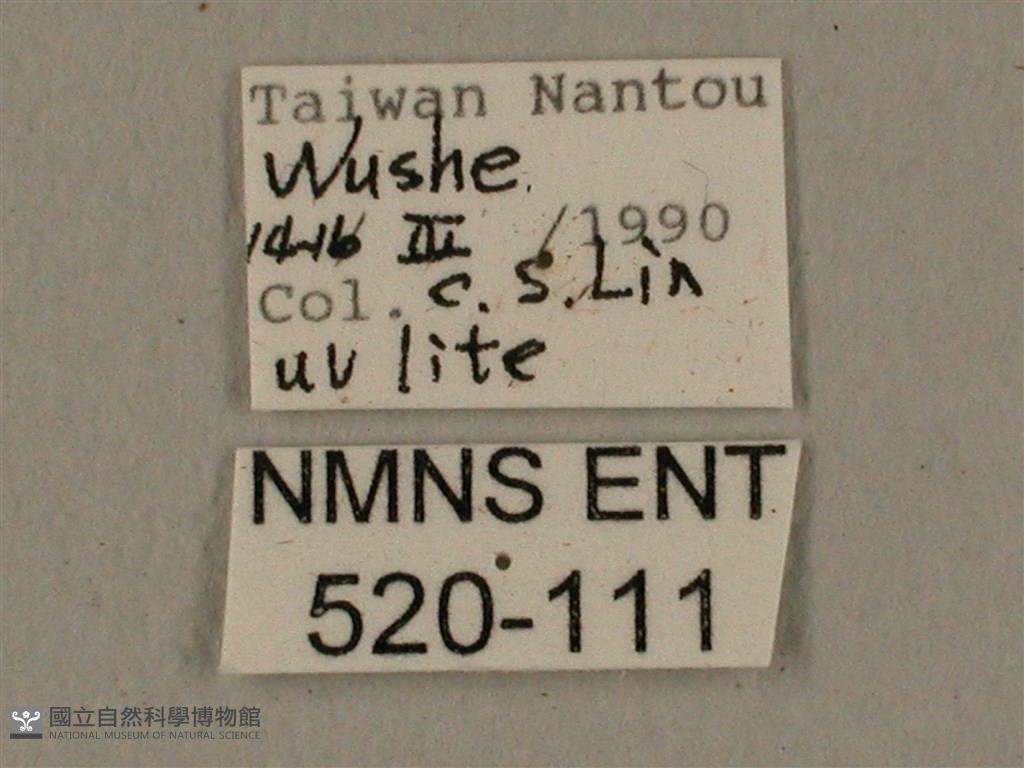 Taiwan Nantou
Wushe.
14-16 III /1990
Col. C. S. Lin
uv lite
NMNS ENT
520-111
國立自然科學博物館
NATIONAL MUSEUM OF NATURAL SCIENCE